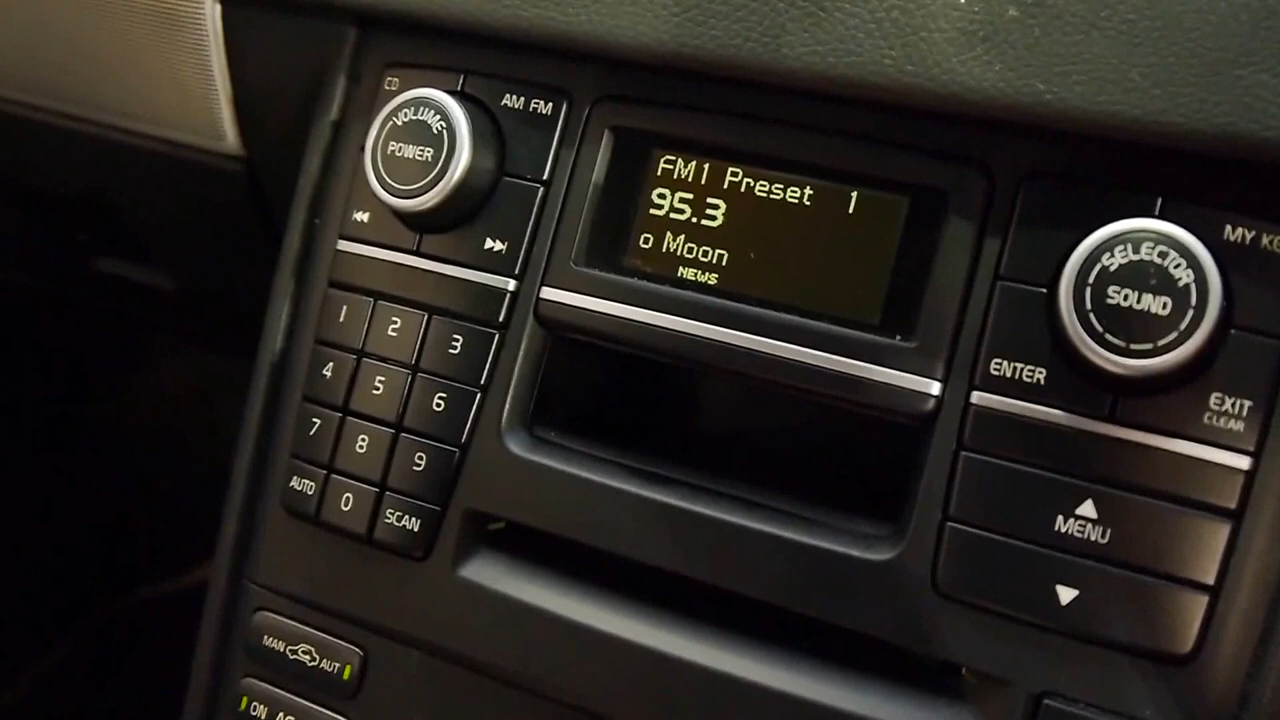 CD
AM FM
VOLUME
POWER
FM1 Preset 1
95.3
o Moon
NEWS
1
2
3
4
5
6
7
8
9
AUTO
0
SCAN
MY KE
SELECTOR
SOUND
ENTER
EXIT
CLEAR
MENU
MAN AUT
ON